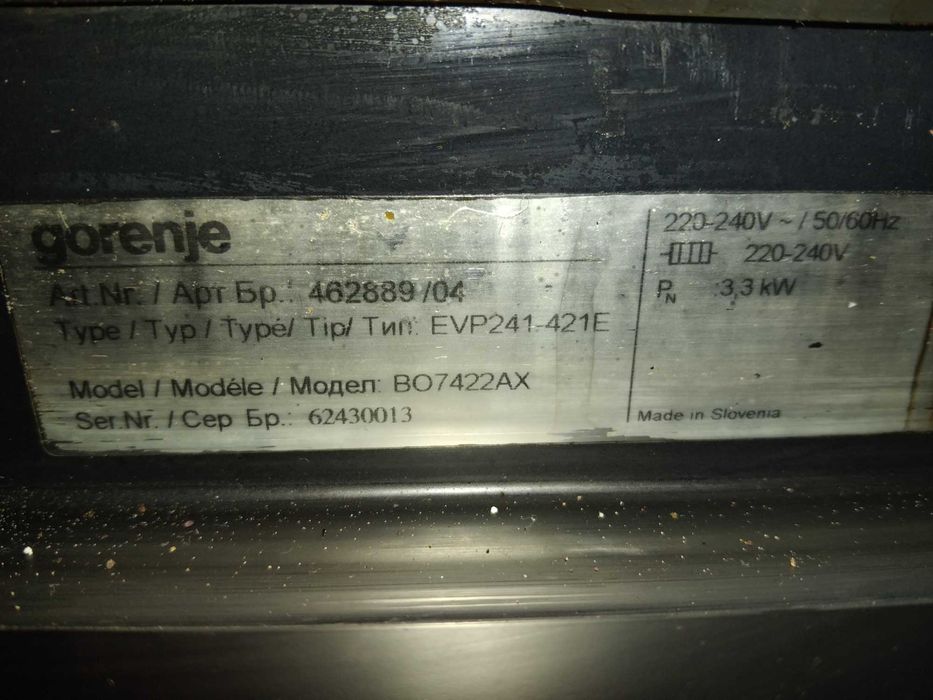 gorenje
Art.Nr. / Арт Бр.: 462889 /04
Type / Typ / Typé/ Tip/ Тип: EVP241-421E
Model / Modéle / Модел: BO7422AX
Ser.Nr. / Сер Бр.: 62430013
220-240V ~ / 50/60Hz
220-240V
PN :3,3 kW
Made in Slovenia